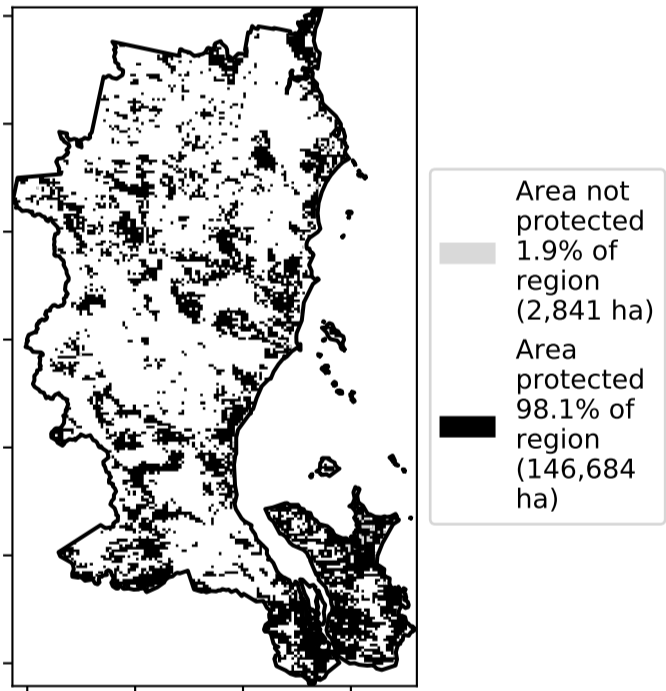 Area not
protected
1.9% of
region
(2,841 ha)
Area
protected
98.1% of
region
(146,684
ha)